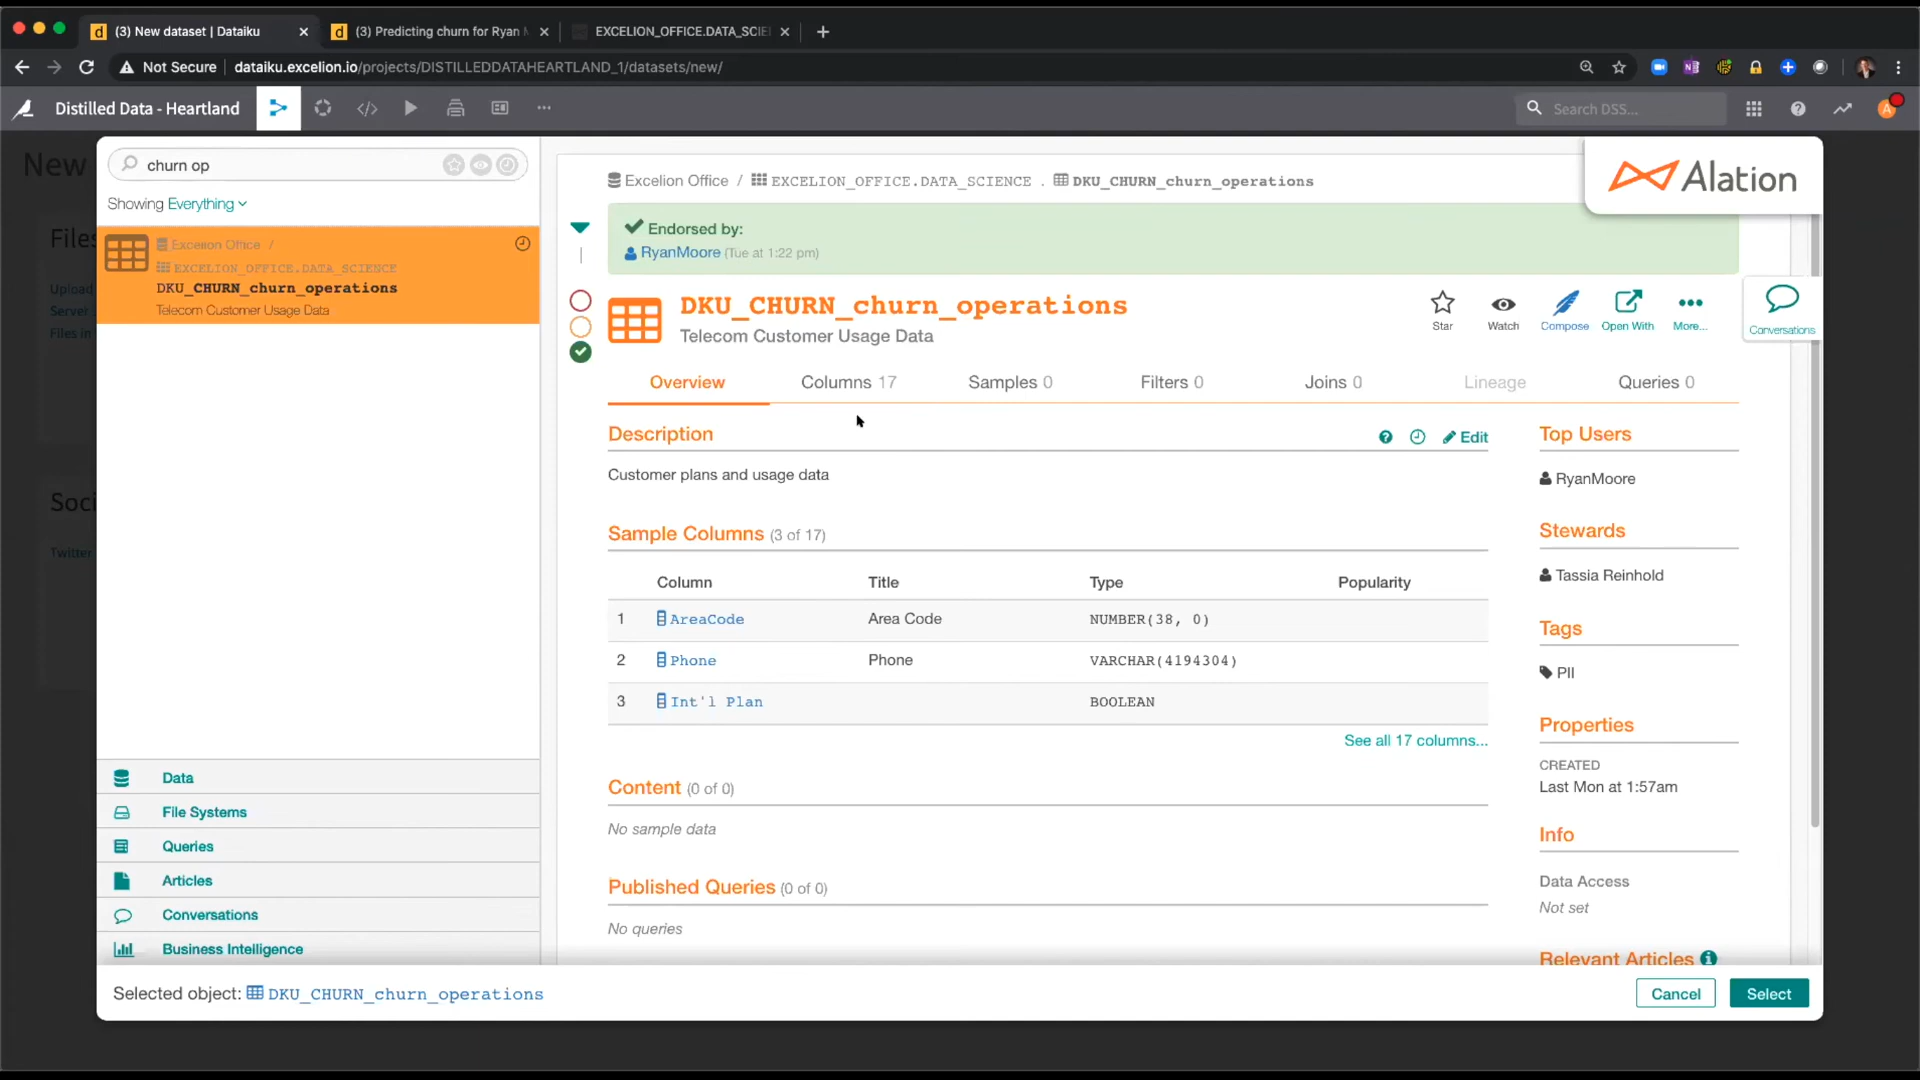 (3) New dataset | Dataiku
(3) Predicting churn for Ryan M
EXCELION_OFFICE.DATA_SCIE
Not Secure
dataiku.excelion.io/projects/DISTILLEDDATAHEARTLAND_1/datasets/new/
Distilled Data - Heartland
Search DSS...
A
New
Files
Upload
Server
Files in
Soci
Twitter
churn op
Showing Everything
Excelion Office /
EXCELION_OFFICE.DATA_SCIENCE
DKU_CHURN_churn_operations
Telecom Customer Usage Data
Data
File Systems
Queries
Articles
Conversations
Business Intelligence
Excelion Office / EXCELION_OFFICE.DATA_SCIENCE . DKU_CHURN_churn_operations
Alation
Endorsed by:
RyanMoore (Tue at 1:22 pm)
DKU_CHURN_churn_operations
Telecom Customer Usage Data
Star
Watch
Compose
Open With
More...
Conversations
Overview
Columns 17
Samples 0
Filters 0
Joins 0
Lineage
Queries 0
Description
Edit
Customer plans and usage data
Sample Columns (3 of 17)
Column Title Type Popularity
1 AreaCode Area Code NUMBER(38, 0)
2 Phone Phone VARCHAR(4194304)
3 Int'l Plan BOOLEAN
See all 17 columns...
Content (0 of 0)
No sample data
Published Queries (0 of 0)
No queries
Top Users
RyanMoore
Stewards
Tassia Reinhold
Tags
PII
Properties
CREATED
Last Mon at 1:57am
Info
Data Access
Not set
Relevant Articles
Selected object: DKU_CHURN_churn_operations
Cancel
Select